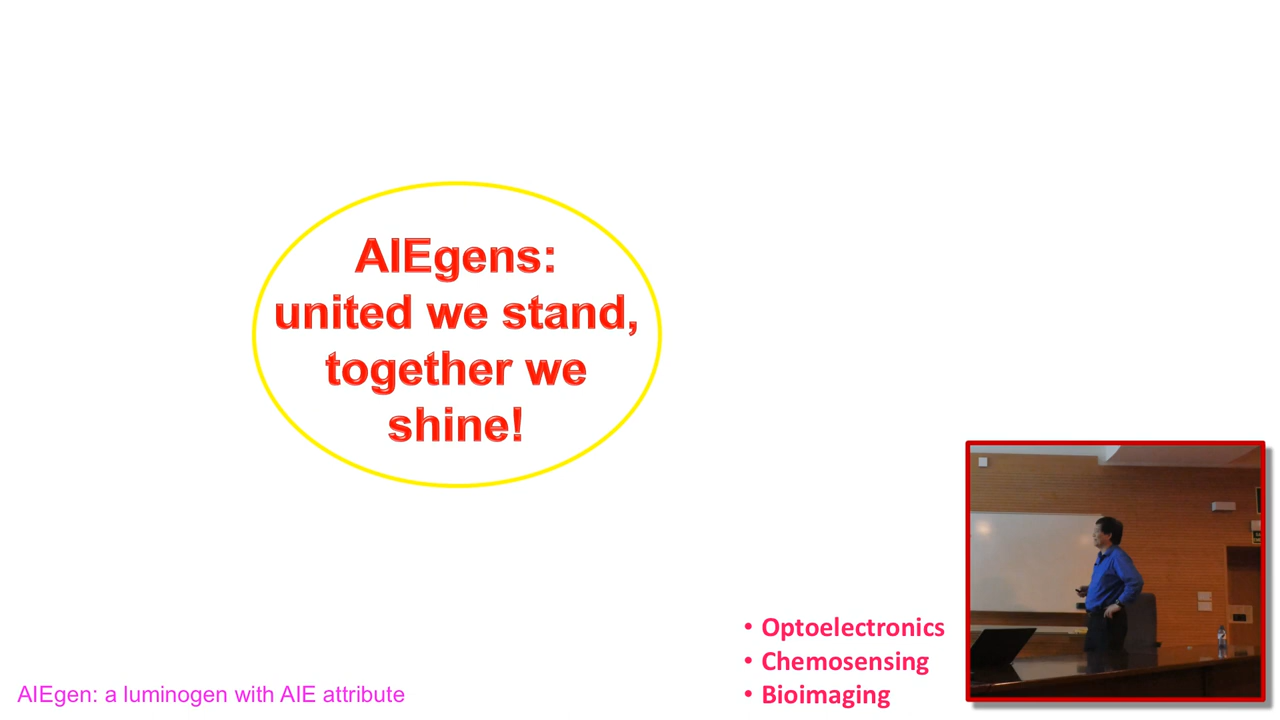 AIEgens:
united we stand,
together we
shine!
• Optoelectronics
• Chemosensing
• Bioimaging
AIEgen: a luminogen with AIE attribute